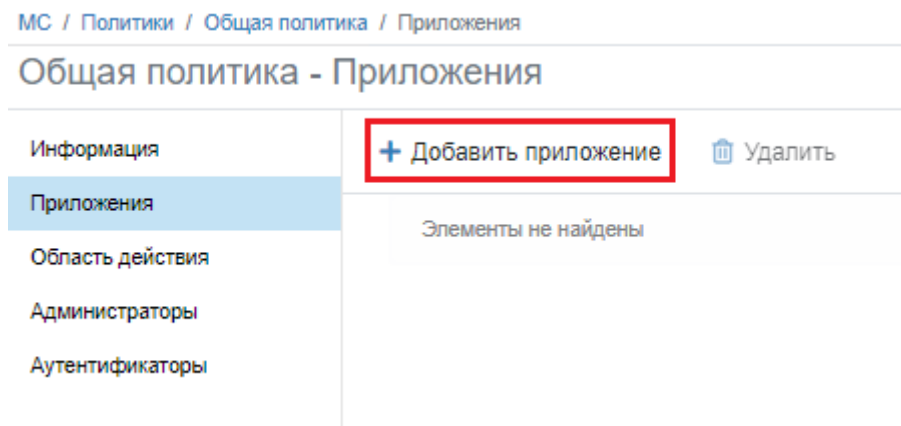 MC / Политики / Общая политика / Приложения
Общая политика - Приложения
Информация
Приложения
Область действия
Администраторы
Аутентификаторы
+ Добавить приложение
Удалить
Элементы не найдены